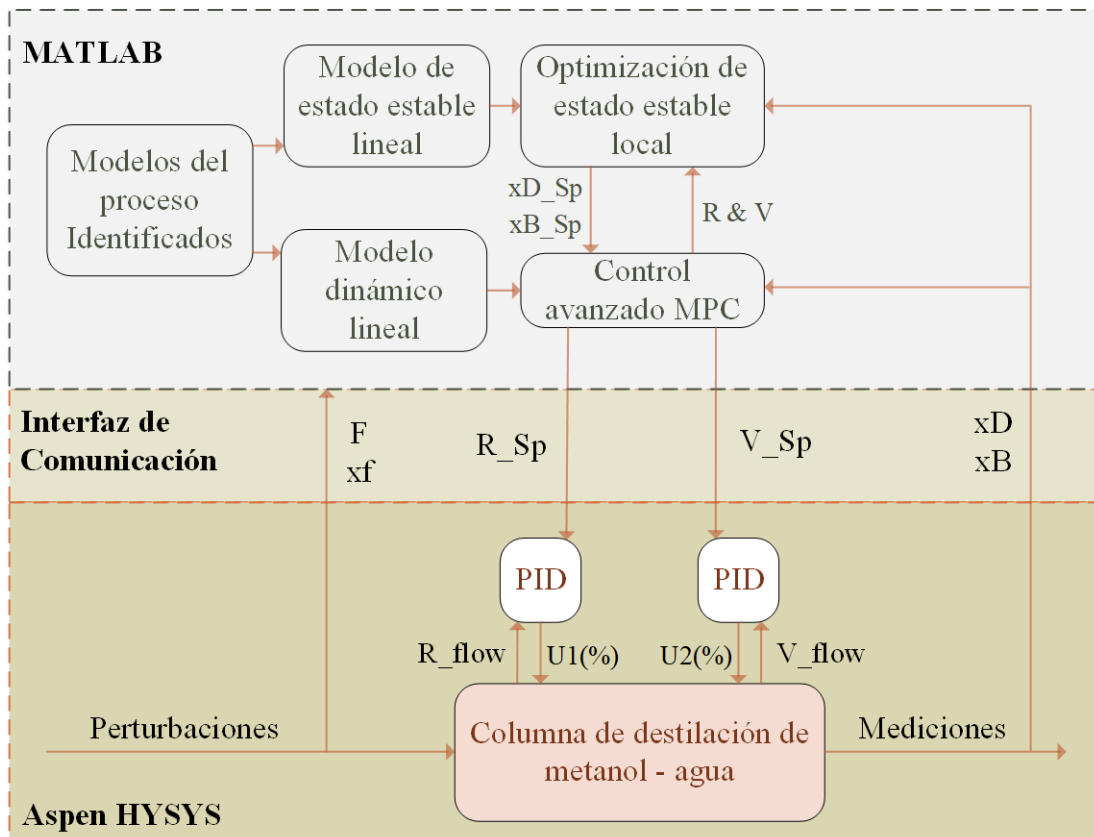 MATLAB
Modelos del
proceso
Identificados
Modelo de
estado estable
lineal
Optimización de
estado estable
local
xD_Sp
xB_Sp
R & V
Modelo
dinámico
lineal
Control
avanzado MPC
Interfaz de
Comunicación
F
xf
R_Sp
V_Sp
xD
xB
PID
PID
R_flow
U1(%)
U2(%)
V_flow
Perturbaciones
Columna de destilación de
metanol - agua
Mediciones
Aspen HYSYS